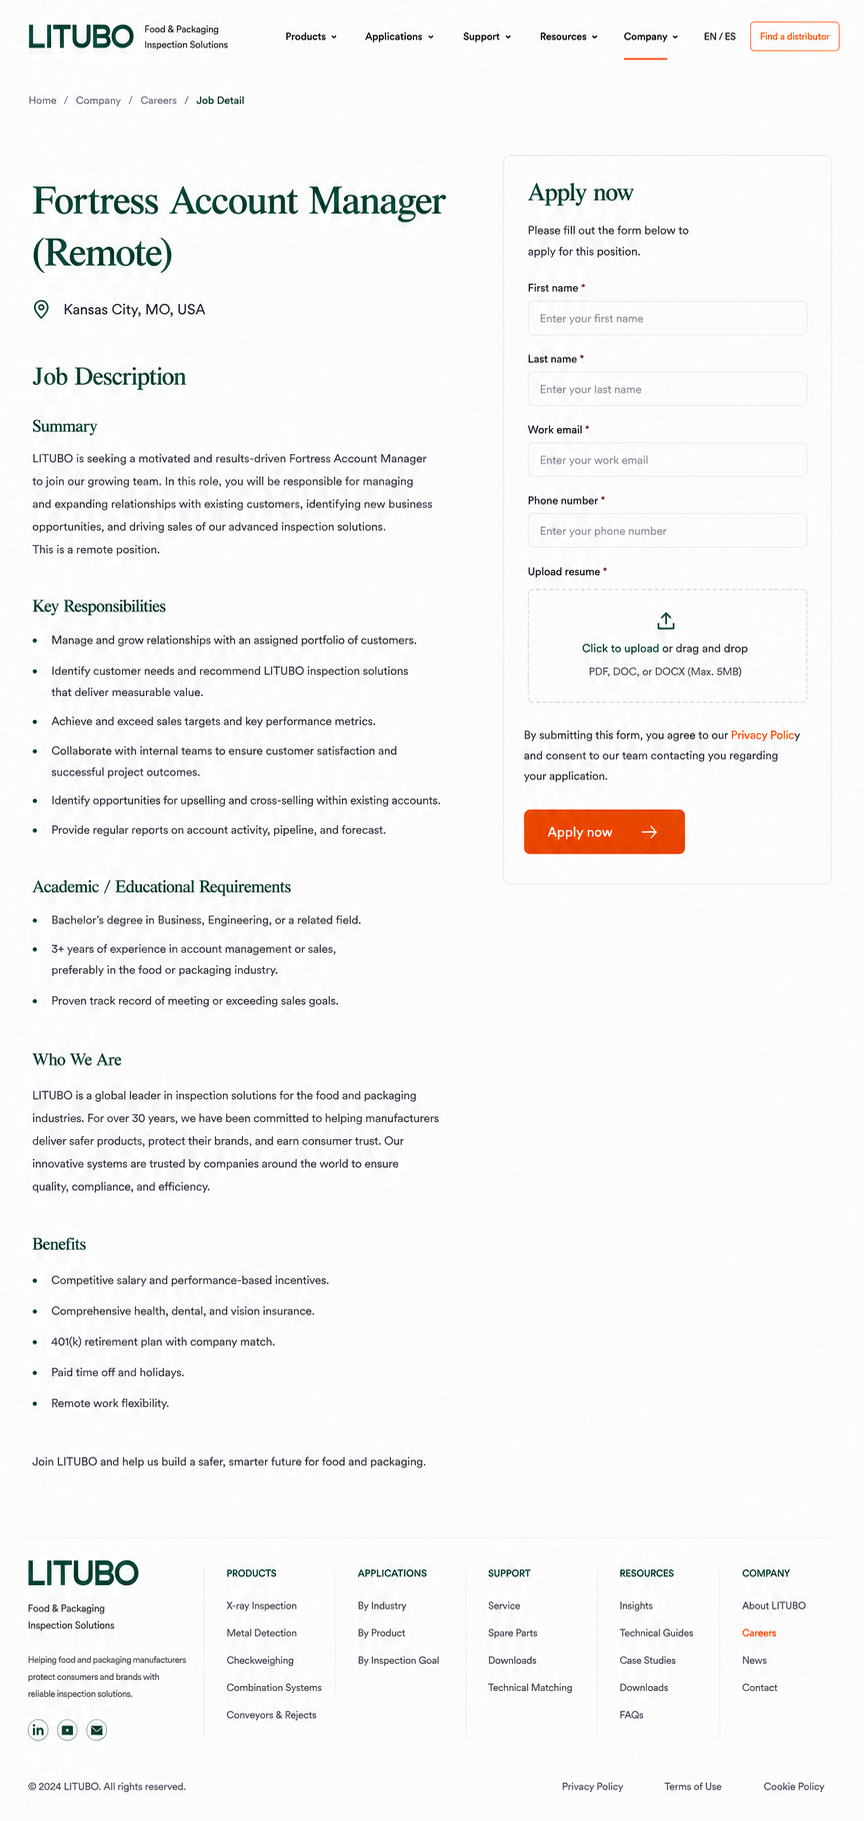 LITUBO
Food & Packaging
Inspection Solutions
Products
Applications
Support
Resources
Company
EN / ES
Find a distributor
Home / Company / Careers / Job Detail
Fortress Account Manager
(Remote)
Kansas City, MO, USA
Job Description
Summary
LITUBO is seeking a motivated and results-driven Fortress Account Manager
to join our growing team. In this role, you will be responsible for managing
and expanding relationships with existing customers, identifying new business
opportunities, and driving sales of our advanced inspection solutions.
This is a remote position.
Key Responsibilities
• Manage and grow relationships with an assigned portfolio of customers.
• Identify customer needs and recommend LITUBO inspection solutions
that deliver measurable value.
• Achieve and exceed sales targets and key performance metrics.
• Collaborate with internal teams to ensure customer satisfaction and
successful project outcomes.
• Identify opportunities for upselling and cross-selling within existing accounts.
• Provide regular reports on account activity, pipeline, and forecast.
Academic / Educational Requirements
• Bachelor's degree in Business, Engineering, or a related field.
• 3+ years of experience in account management or sales,
preferably in the food or packaging industry.
• Proven track record of meeting or exceeding sales goals.
Who We Are
LITUBO is a global leader in inspection solutions for the food and packaging
industries. For over 30 years, we have been committed to helping manufacturers
deliver safer products, protect their brands, and earn consumer trust. Our
innovative systems are trusted by companies around the world to ensure
quality, compliance, and efficiency.
Benefits
• Competitive salary and performance-based incentives.
• Comprehensive health, dental, and vision insurance.
• 401(k) retirement plan with company match.
• Paid time off and holidays.
• Remote work flexibility.
Join LITUBO and help us build a safer, smarter future for food and packaging.
Apply now
Please fill out the form below to
apply for this position.
First name *
Enter your first name
Last name *
Enter your last name
Work email *
Enter your work email
Phone number *
Enter your phone number
Upload resume *
Click to upload or drag and drop
PDF, DOC, or DOCX (Max. 5MB)
By submitting this form, you agree to our Privacy Policy
and consent to our team contacting you regarding
your application.
Apply now
LITUBO
Food & Packaging
Inspection Solutions
Helping food and packaging manufacturers
protect consumers and brands with
reliable inspection solutions.
in
PRODUCTS
X-ray Inspection
Metal Detection
Checkweighing
Combination Systems
Conveyors & Rejects
APPLICATIONS
By Industry
By Product
By Inspection Goal
SUPPORT
Service
Spare Parts
Downloads
Technical Matching
RESOURCES
Insights
Technical Guides
Case Studies
Downloads
FAQs
COMPANY
About LITUBO
Careers
News
Contact
© 2024 LITUBO. All rights reserved.
Privacy Policy
Terms of Use
Cookie Policy